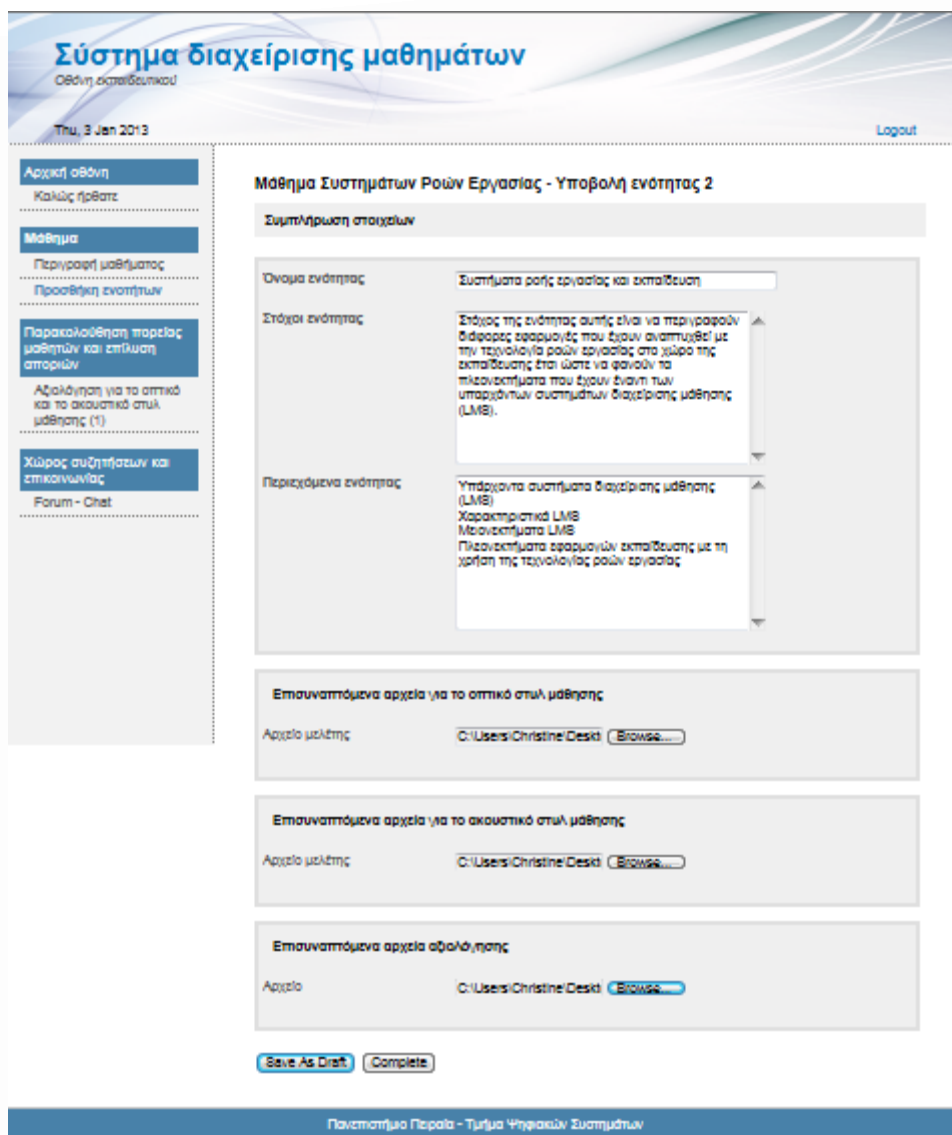 Σύστημα διαχείρισης μαθημάτων
Οθόνη εκπαιδευτικού
Thu, 3 Jan 2013
Logout
Αρχική οθόνη
Καλώς ήρθατε
Μάθημα
Περιγραφή μαθήματος
Προσθήκη ενοτήτων
Παρακολούθηση πορείας
μαθητών και επίλυση
αποριών
Αξιολόγηση για το οπτικό
και το ακουστικό στυλ
μάθησης (1)
Χώρος συζητήσεων και
επικοινωνίας
Forum - Chat
Μάθημα Συστημάτων Ροών Εργασίας - Υποβολή ενότητας 2
Συμπλήρωση στοιχείων
Όνομα ενότητας
Συστήματα ροής εργασίας και εκπαίδευση
Στόχοι ενότητας
Στόχος της ενότητας αυτής είναι να περιγραφούν
διάφορες εφαρμογές που έχουν αναπτυχθεί με
την τεχνολογία ροών εργασίας στο χώρο της
εκπαίδευσης έτσι ώστε να φανούν τα
πλεονεκτήματα που έχουν έναντι των
υπαρχόντων συστημάτων διαχείρισης μάθησης
(LMS).
Περιεχόμενα ενότητας
Υπάρχοντα συστήματα διαχείρισης μάθησης
(LMS)
Χαρακτηριστικά LMS
Μειονεκτήματα LMS
Πλεονεκτήματα εφαρμογών εκπαίδευσης με τη
χρήση της τεχνολογίας ροών εργασίας
Επισυναπτόμενα αρχεία για το οπτικό στυλ μάθησης
Αρχείο μελέτης
C:\Users\Christine\Deskt Browse...
Επισυναπτόμενα αρχεία για το ακουστικό στυλ μάθησης
Αρχείο μελέτης
C:\Users\Christine\Deskt Browse...
Επισυναπτόμενα αρχεία αξιολόγησης
Αρχείο
C:\Users\Christine\Deskt Browse...
Save As Draft Complete
Πανεπιστήμιο Πειραιά - Τμήμα Ψηφιακών Συστημάτων